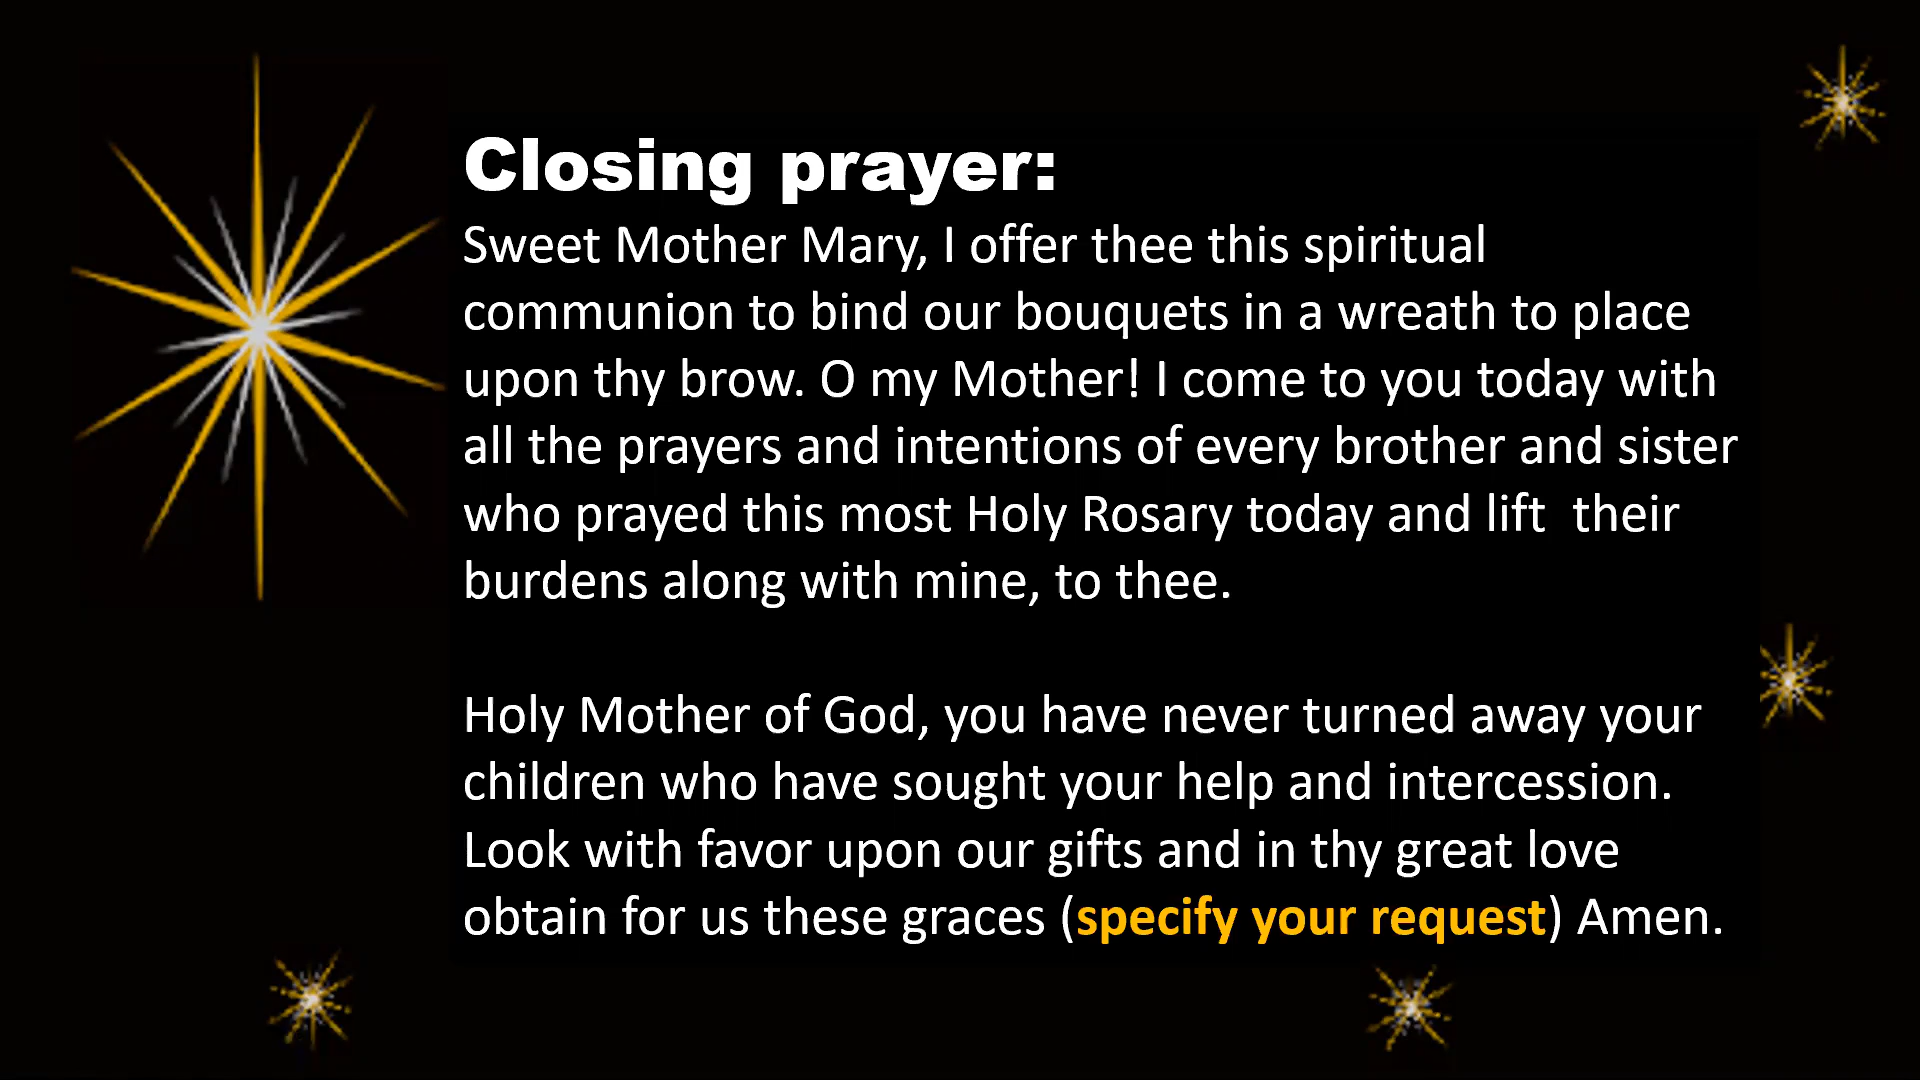 Closing prayer:
Sweet Mother Mary, I offer thee this spiritual
communion to bind our bouquets in a wreath to place
upon thy brow. O my Mother! I come to you today with
all the prayers and intentions of every brother and sister
who prayed this most Holy Rosary today and lift  their
burdens along with mine, to thee.
Holy Mother of God, you have never turned away your
children who have sought your help and intercession.
Look with favor upon our gifts and in thy great love
obtain for us these graces (specify your request) Amen.